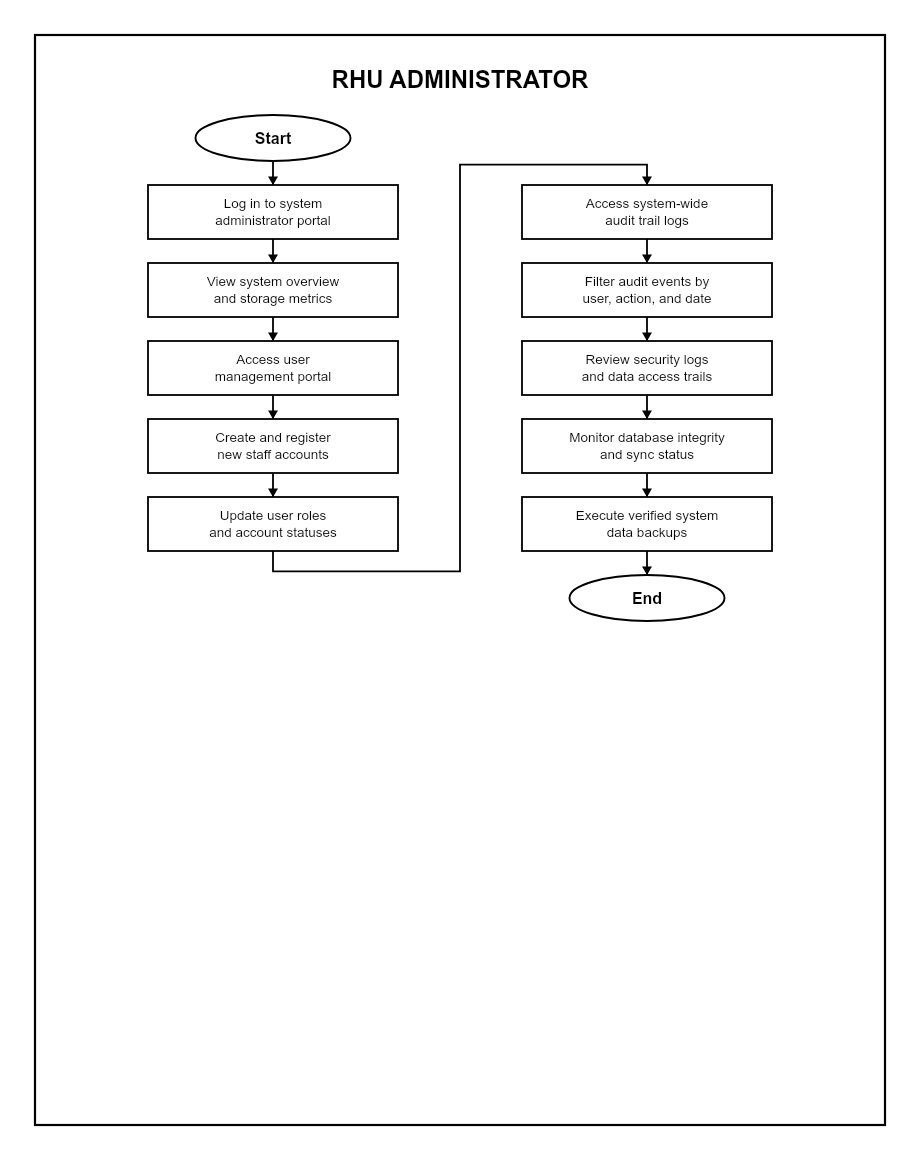 RHU ADMINISTRATOR
Start
Log in to system
administrator portal
View system overview
and storage metrics
Access user
management portal
Create and register
new staff accounts
Update user roles
and account statuses
Access system-wide
audit trail logs
Filter audit events by
user, action, and date
Review security logs
and data access trails
Monitor database integrity
and sync status
Execute verified system
data backups
End